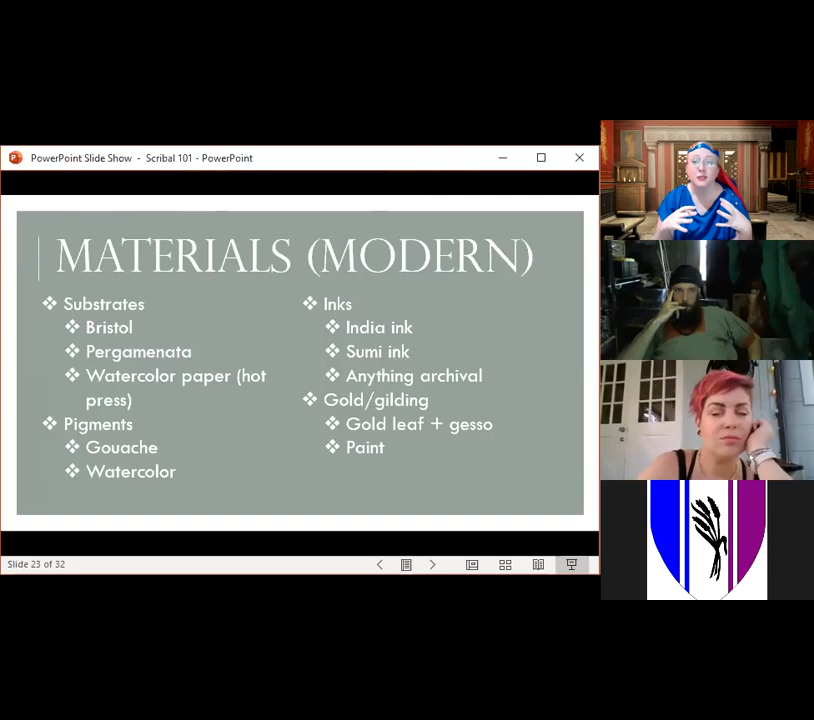 PowerPoint Slide Show - Scribal 101 - PowerPoint
MATERIALS (MODERN)
❖ Substrates
❖ Bristol
❖ Pergamenata
❖ Watercolor paper (hot
press)
❖ Pigments
❖ Gouache
❖ Watercolor
❖ Inks
❖ India ink
❖ Sumi ink
❖ Anything archival
❖ Gold/gilding
❖ Gold leaf + gesso
❖ Paint
Slide 23 of 32